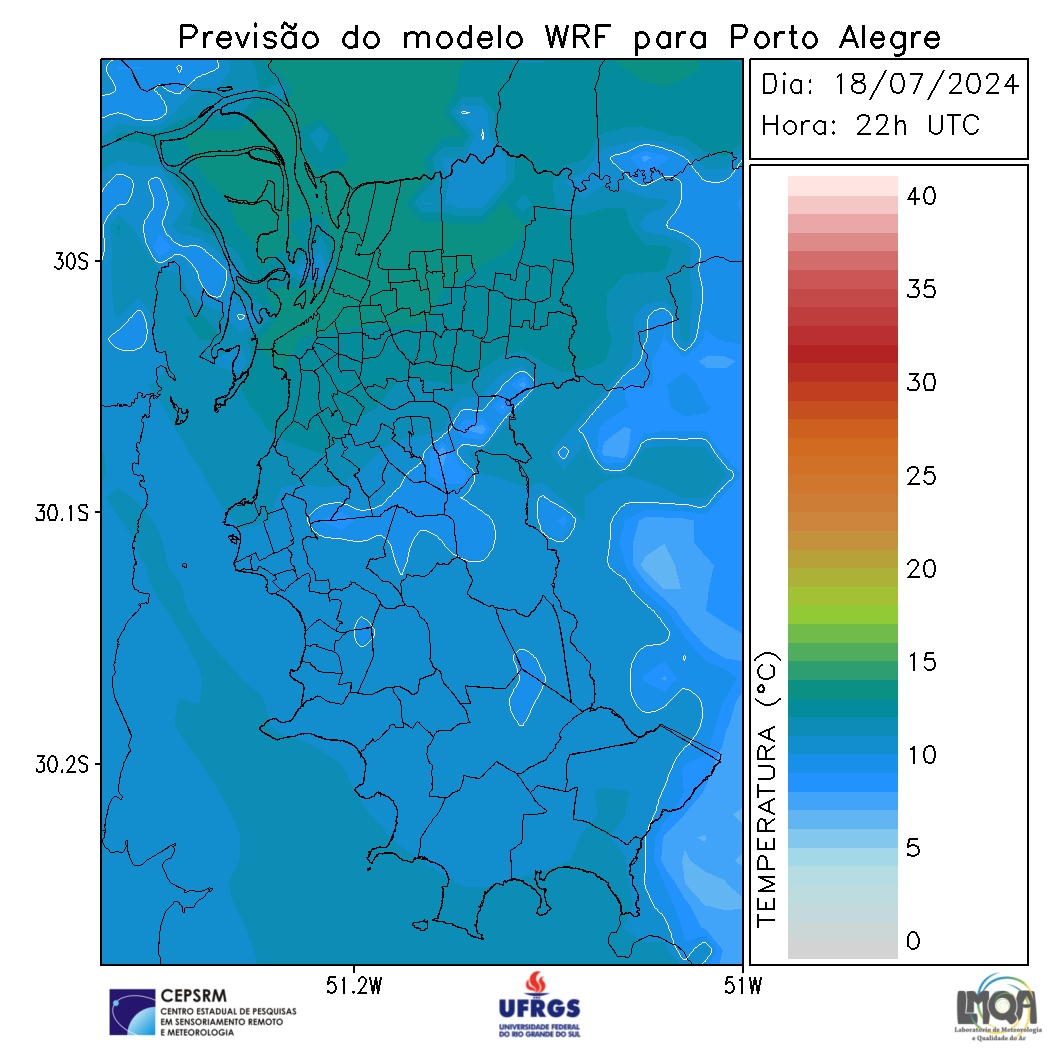 Previsão do modelo WRF para Porto Alegre
Dia: 18/07/2024
Hora: 22h UTC
40
35
30
25
20
15
10
5
0
TEMPERATURA (°C)
30S
30.1S
30.2S
51.2W
51W
CEPSRM
CENTRO ESTADUAL DE PESQUISAS
EM SENSORIAMENTO REMOTO
E METEOROLOGIA
UFRGS
UNIVERSIDADE FEDERAL
DO RIO GRANDE DO SUL
LMQA
Laboratório de Meteorologia
e Qualidade do Ar